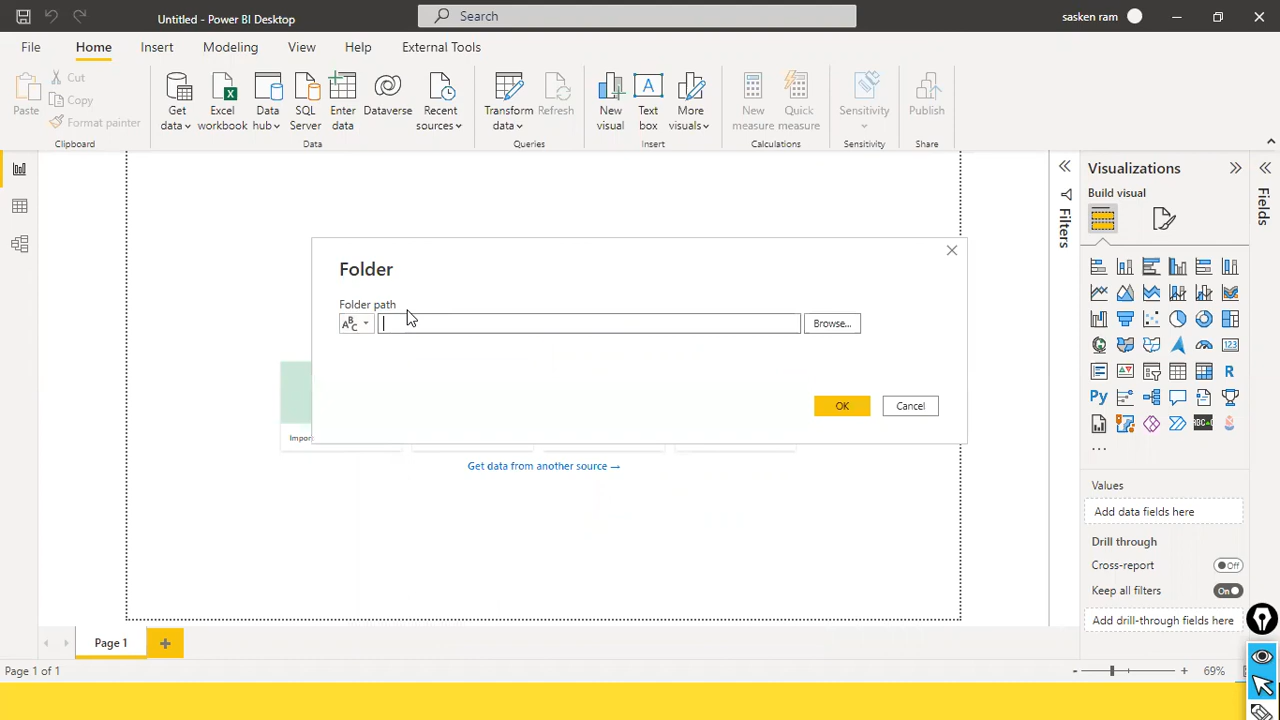 Untitled - Power BI Desktop
Search
sasken ram
File
Home
Insert
Modeling
View
Help
External Tools
Paste
Cut
Copy
Format painter
Get data
Excel workbook
Data hub
SQL Server
Enter data
Dataverse
Recent sources
Transform data
Refresh
New visual
Text box
More visuals
New measure
Quick measure
Sensitivity
Publish
Clipboard
Data
Queries
Insert
Calculations
Sensitivity
Share
Folder
Folder path
Browse...
OK
Cancel
Get data from another source →
Filters
Visualizations
Build visual
Fields
123
R
Py
Values
Add data fields here
Drill through
Cross-report
Off
Keep all filters
On
Add drill-through fields here
Page 1
Page 1 of 1
69%